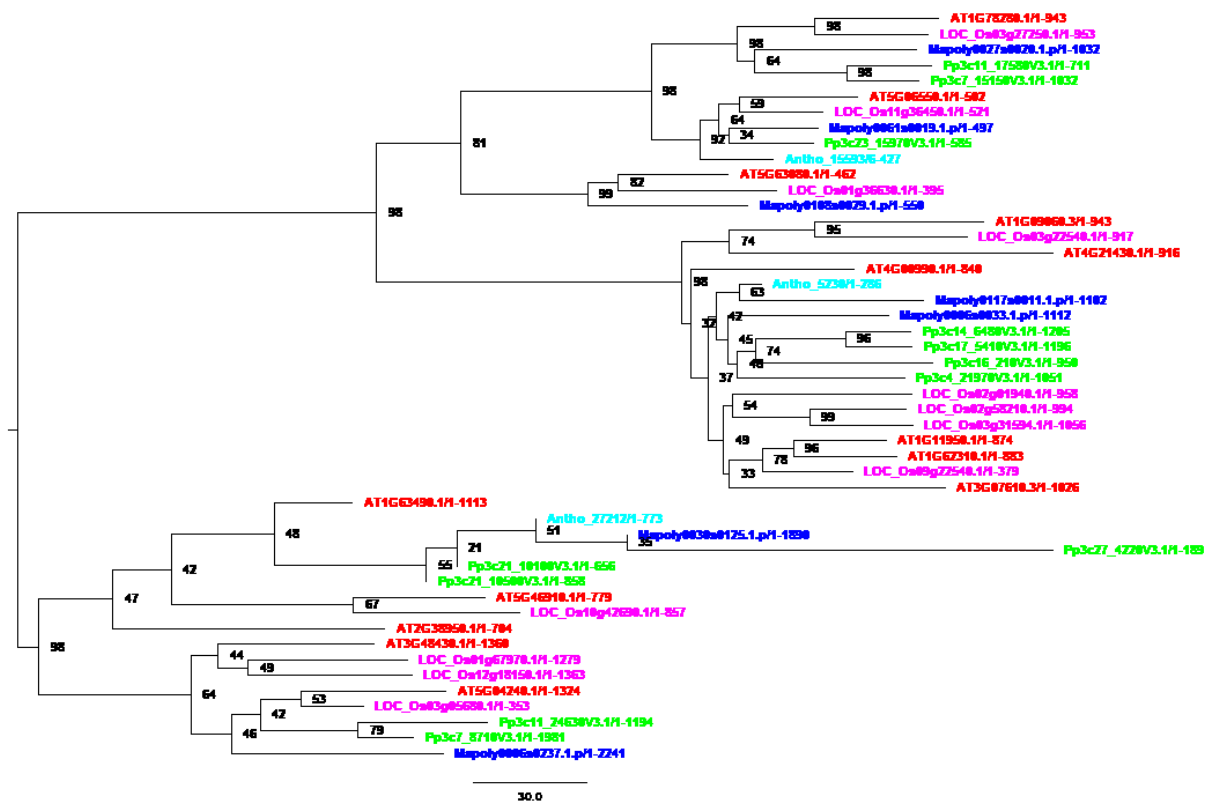 AT1G78280.1/1-943
98
LOC_Os03g27250.1/1-953
98
Mapoly0027s0020.1.p/1-1032
64
Pp3c11_17580V3.1/1-711
98
Pp3c7_15150V3.1/1-1032
98
AT5G06550.1/1-502
59
LOC_Os11g36450.1/1-521
64
Mapoly0061s0019.1.p/1-497
92
34
Pp3c23_15970V3.1/1-585
81
Antho_15593/6-427
AT5G63080.1/1-462
82
99
LOC_Os01g36630.1/1-395
Mapoly0108s0029.1.p/1-550
98
AT1G09060.3/1-943
95
74
LOC_Os03g22540.1/1-917
AT4G21430.1/1-916
AT4G00990.1/1-840
98
Antho_5230/1-286
63
Mapoly0117s0011.1.p/1-1102
32
42
Mapoly0006s0033.1.p/1-1112
Pp3c14_6480V3.1/1-1205
45
96
74
Pp3c17_5410V3.1/1-1196
48
Pp3c16_210V3.1/1-950
37
Pp3c4_21970V3.1/1-1051
LOC_Os02g01940.1/1-958
54
LOC_Os02g58210.1/1-994
99
LOC_Os03g31594.1/1-1056
49
AT1G11950.1/1-874
96
78
AT1G62310.1/1-883
33
LOC_Os09g22540.1/1-379
AT3G07610.3/1-1026
AT1G63490.1/1-1113
48
Antho_27212/1-773
51
Mapoly0030s0125.1.p/1-1890
35
21
Pp3c27_4220V3.1/1-189
55
Pp3c21_10100V3.1/1-656
42
Pp3c21_10500V3.1/1-858
47
AT5G46910.1/1-779
67
LOC_Os10g42690.1/1-857
AT2G38950.1/1-704
98
AT3G48430.1/1-1360
44
LOC_Os01g67970.1/1-1279
49
LOC_Os12g18150.1/1-1363
64
AT5G04240.1/1-1324
53
LOC_Os03g05680.1/1-353
42
Pp3c11_24630V3.1/1-1194
46
79
Pp3c7_8710V3.1/1-1981
Mapoly0006s0237.1.p/1-2241
30.0